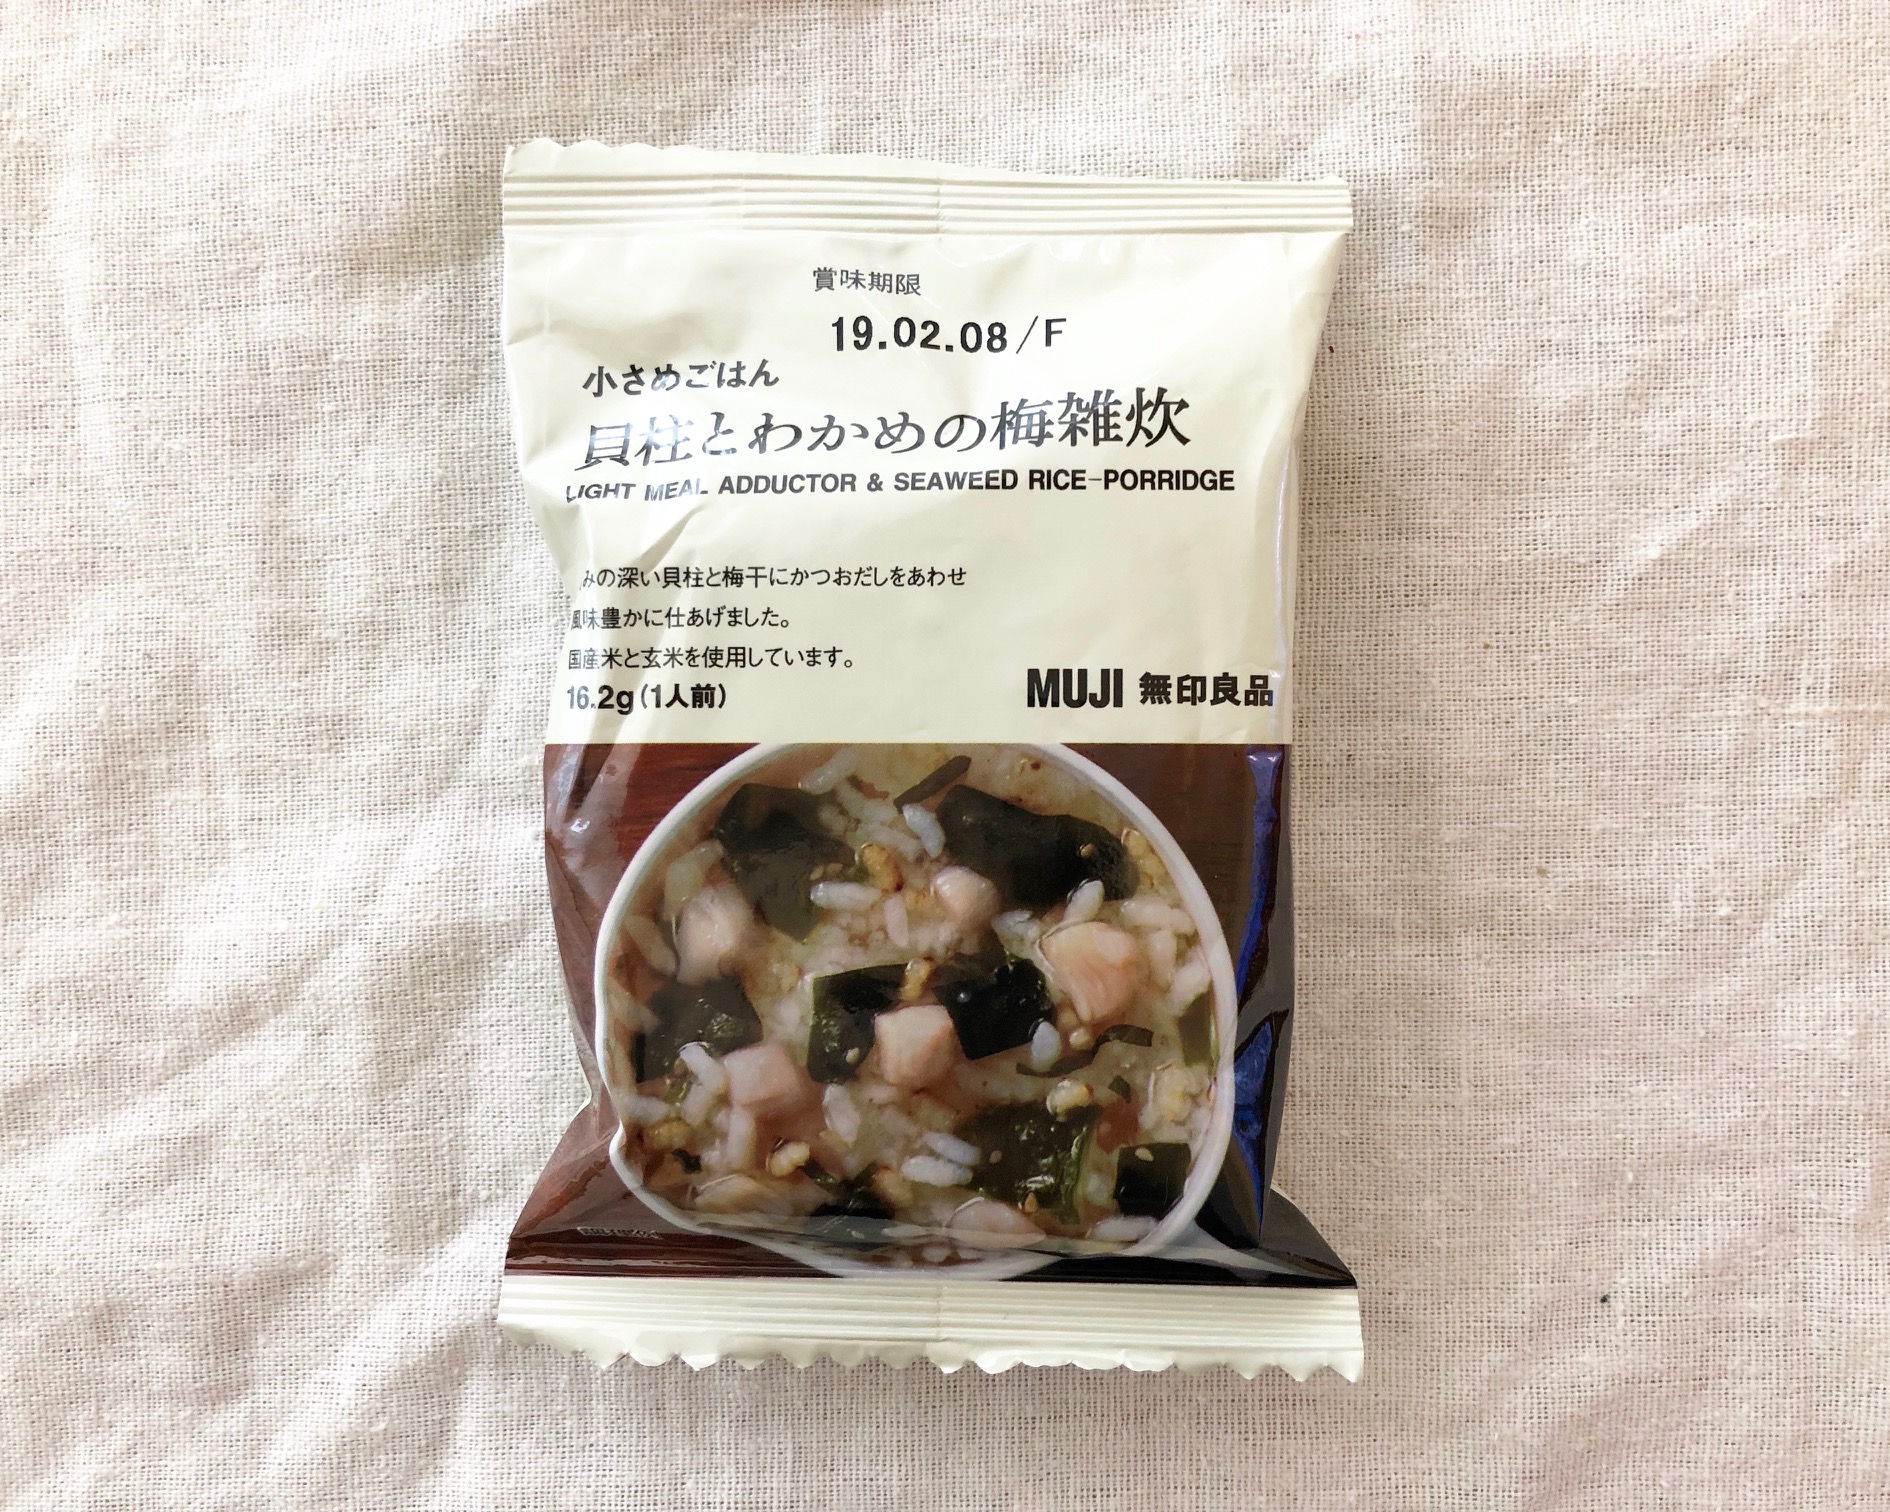 賞味期限
19.02.08/F
小さめごはん
貝柱とわかめの梅雑炊
LIGHT MEAL ADDUCTOR & SEAWEED RICE-PORRIDGE
みの深い貝柱と梅干にかつおだしをあわせ
風味豊かに仕あげました。
国産米と玄米を使用しています。
16.2g(1人前)
MUJI 無印良品